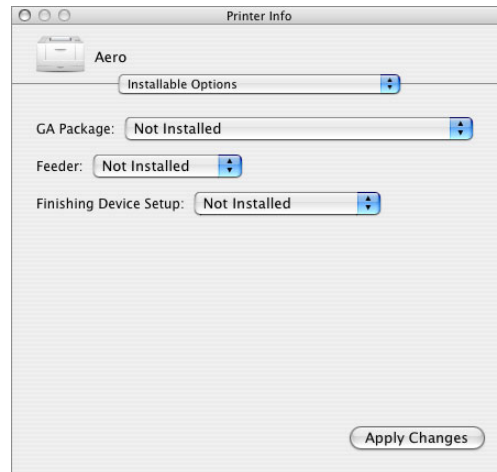 Printer Info
Aero
Installable Options
GA Package: Not Installed
Feeder: Not Installed
Finishing Device Setup: Not Installed
Apply Changes